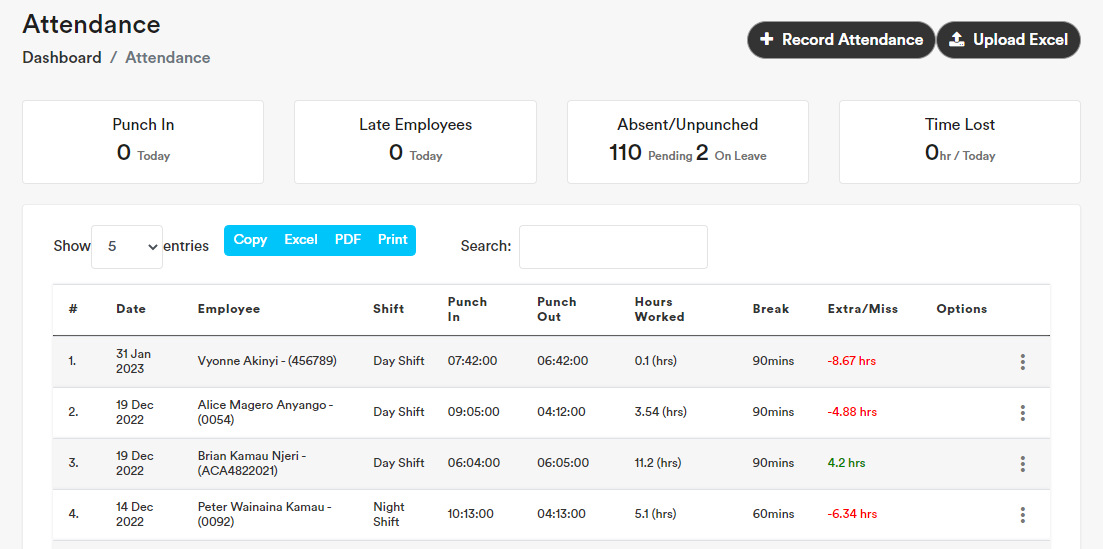 Attendance
Dashboard / Attendance
Record Attendance
Upload Excel
Punch In
0 Today
Late Employees
0 Today
Absent/Unpunched
110 Pending 2 On Leave
Time Lost
0hr / Today
Show 5 entries
Copy Excel PDF Print
Search:
# Date Employee Shift Punch In Punch Out Hours Worked Break Extra/Miss Options
1. 31 Jan 2023 Vyonne Akinyi - (456789) Day Shift 07:42:00 06:42:00 0.1 (hrs) 90mins -8.67 hrs
2. 19 Dec 2022 Alice Magero Anyango - (0054) Day Shift 09:05:00 04:12:00 3.54 (hrs) 90mins -4.88 hrs
3. 19 Dec 2022 Brian Kamau Njeri - (ACA4822021) Day Shift 06:04:00 06:05:00 11.2 (hrs) 90mins 4.2 hrs
4. 14 Dec 2022 Peter Wainaina Kamau - (0092) Night Shift 10:13:00 04:13:00 5.1 (hrs) 60mins -6.34 hrs